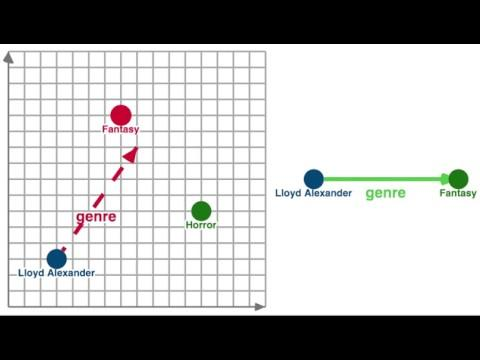 Fantasy
genre
Horror
Lloyd Alexander
Lloyd Alexander
genre
Fantasy